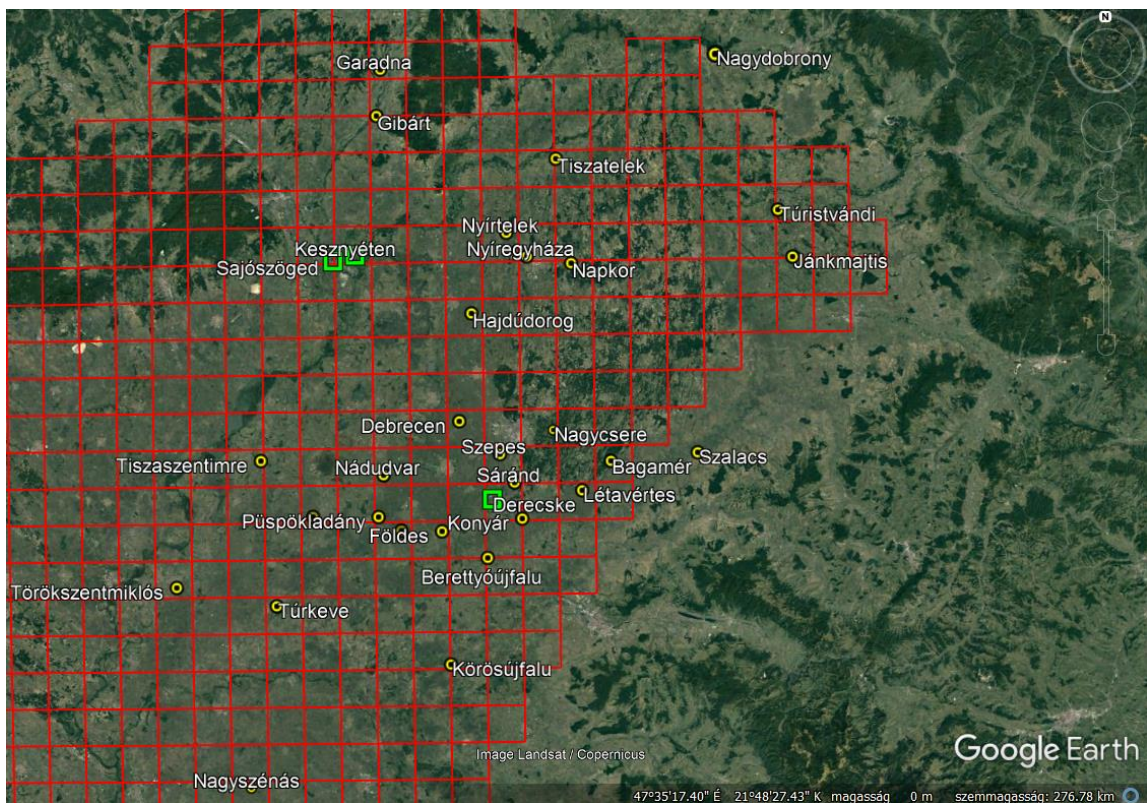 N
Garadna
Nagydobrony
Gibárt
Tiszatelek
Túristvándi
Nyírtelek
Kesznyéten
Nyíregyháza
Sajószöged
Napkor
Jánkmajtis
Hajdúdorog
Debrecen
Nagycsere
Szepes
Tiszaszentimre
Nádudvar
Sáránd
Bagamér
Szalacs
Létavértes
Derecske
Püspökladány
Földes
Konyár
Berettyóújfalu
Törökszentmiklós
Túrkeve
Körösújfalu
Image Landsat / Copernicus
Google Earth
Nagyszénás
47°35'17.40" É 21°48'27.43" K magasság 0 m szemmagasság: 276.78 km